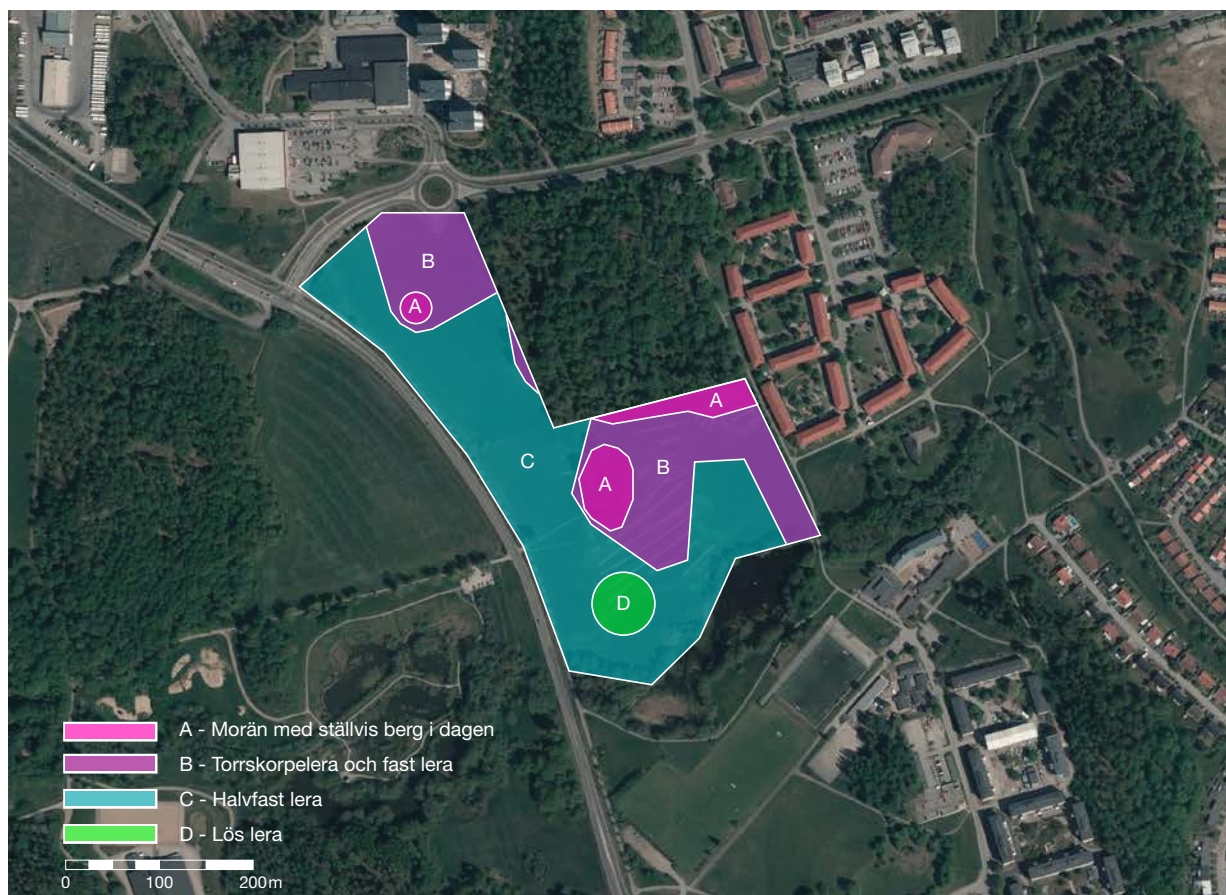 B
A
A
C
B
A
D
A - Morän med ställvis berg i dagen
B - Torrskorpelera och fast lera
C - Halvfast lera
D - Lös lera
0 100 200m